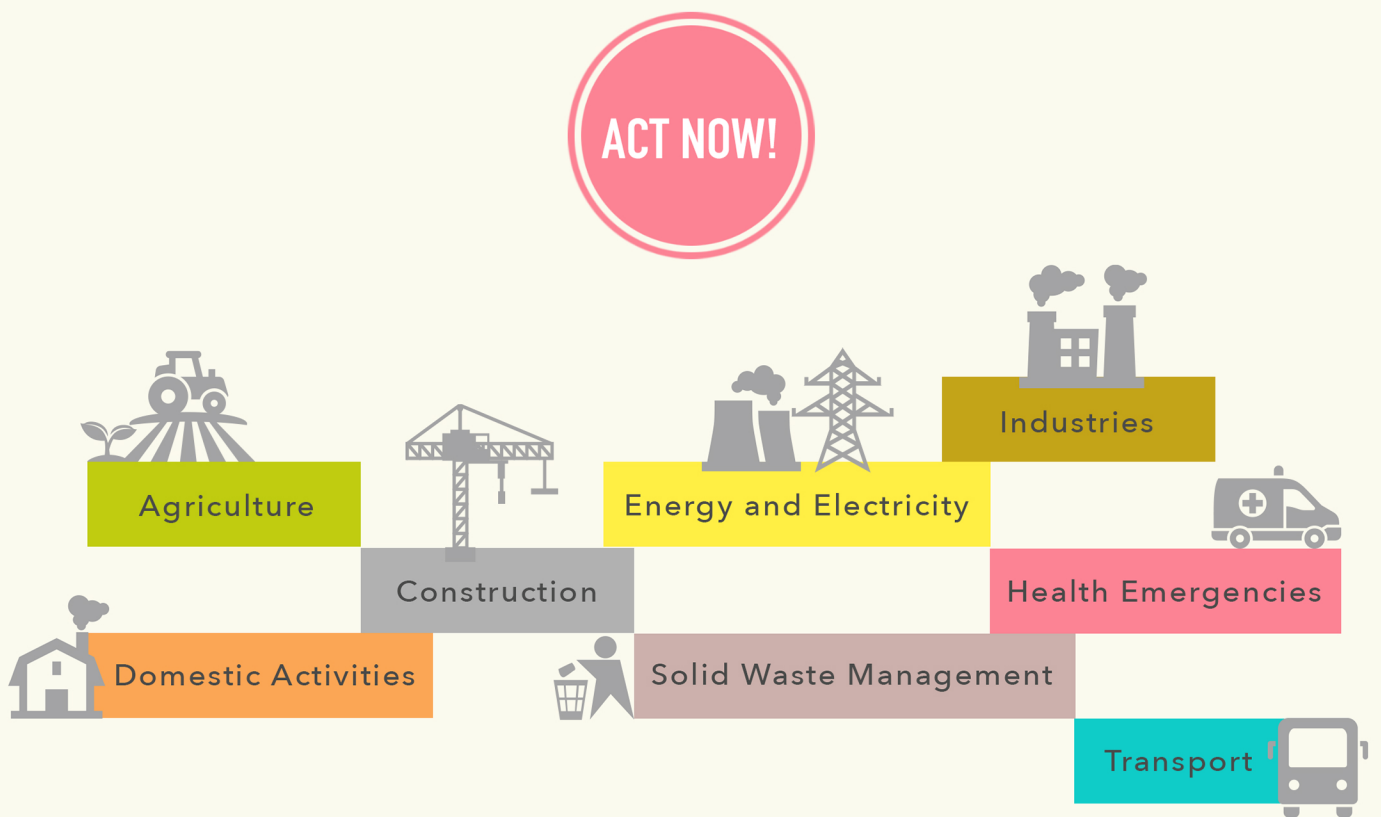 ACT NOW!
Industries
Agriculture
Energy and Electricity
Construction
Health Emergencies
Domestic Activities
Solid Waste Management
Transport